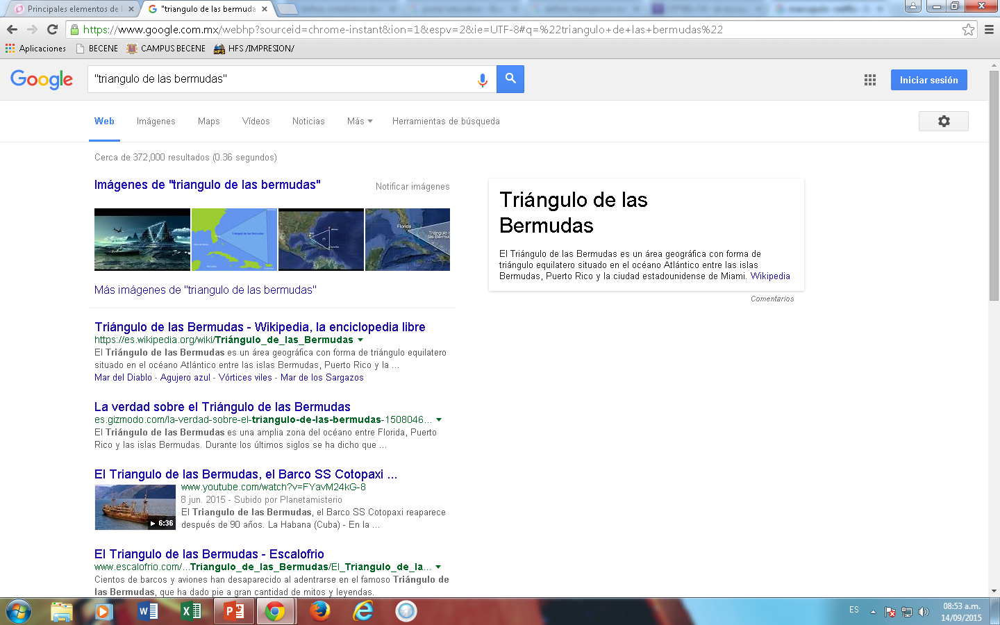 Principales elementos de l
"triangulo de las bermuda
https://www.google.com.mx/webhp?sourceid=chrome-instant&ion=1&espv=2&ie=UTF-8#q=%22triangulo+de+las+bermudas%22
Aplicaciones BECENE CAMPUS BECENE HFS /IMPRESION/
Google "triangulo de las bermudas" Iniciar sesión
Web Imágenes Maps Vídeos Noticias Más Herramientas de búsqueda
Cerca de 372,000 resultados (0.36 segundos)
Imágenes de "triangulo de las bermudas" Notificar imágenes
Florida
Más imágenes de "triangulo de las bermudas"
Triángulo de las Bermudas - Wikipedia, la enciclopedia libre
https://es.wikipedia.org/wiki/Triángulo_de_las_Bermudas
El Triángulo de las Bermudas es un área geográfica con forma de triángulo equilatero
situado en el océano Atlántico entre las islas Bermudas, Puerto Rico y la ...
Mar del Diablo - Agujero azul - Vórtices viles - Mar de los Sargazos
La verdad sobre el Triángulo de las Bermudas
es.gizmodo.com/la-verdad-sobre-el-triangulo-de-las-bermudas-1508046...
El Triángulo de las Bermudas es una amplia zona del océano entre Florida, Puerto
Rico y las islas Bermudas. Durante los últimos siglos se ha dicho que ...
El Triangulo de las Bermudas, el Barco SS Cotopaxi ...
www.youtube.com/watch?v=FYavM24kG-8
8 jun. 2015 - Subido por Planetamisterio
El Triangulo de las Bermudas, el Barco SS Cotopaxi reaparece
después de 90 años. La Habana (Cuba) - En la ...
6:36
El Triangulo de las Bermudas - Escalofrio
www.escalofrio.com/...Triangulo_de_las_Bermudas/El_Triangulo_de_la...
Cientos de barcos y aviones han desaparecido al adentrarse en el famoso Triángulo de
las Bermudas, que ha dado pie a gran cantidad de mitos y leyendas.
Triángulo de las
Bermudas
El Triángulo de las Bermudas es un área geográfica con forma de
triángulo equilatero situado en el océano Atlántico entre las islas
Bermudas, Puerto Rico y la ciudad estadounidense de Miami. Wikipedia
Comentarios
ES
08:53 a.m.
14/09/2015